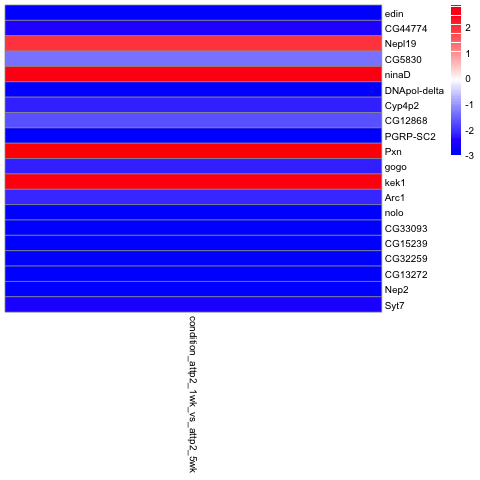 edin
CG44774
Nepl19
CG5830
ninaD
DNApol-delta
Cyp4p2
CG12868
PGRP-SC2
Pxn
gogo
kek1
Arc1
nolo
CG33093
CG15239
CG32259
CG13272
Nep2
Syt7
2
1
0
-1
-2
-3
condition_attp2_1wk_vs_attp2_5wk